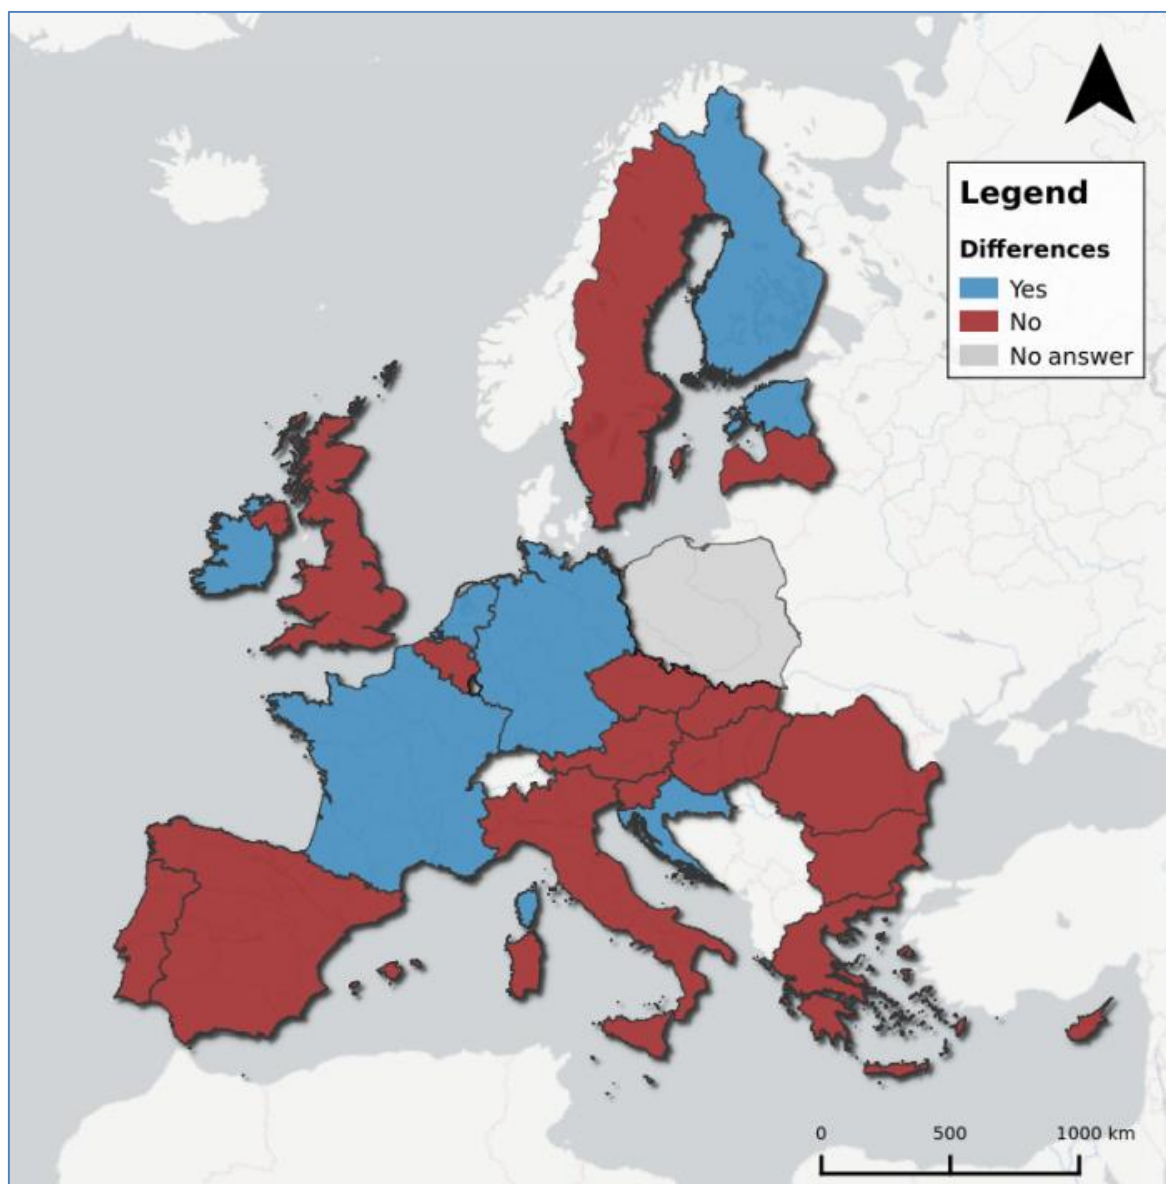 Legend
Differences
Yes
No
No answer
0 500 1000 km